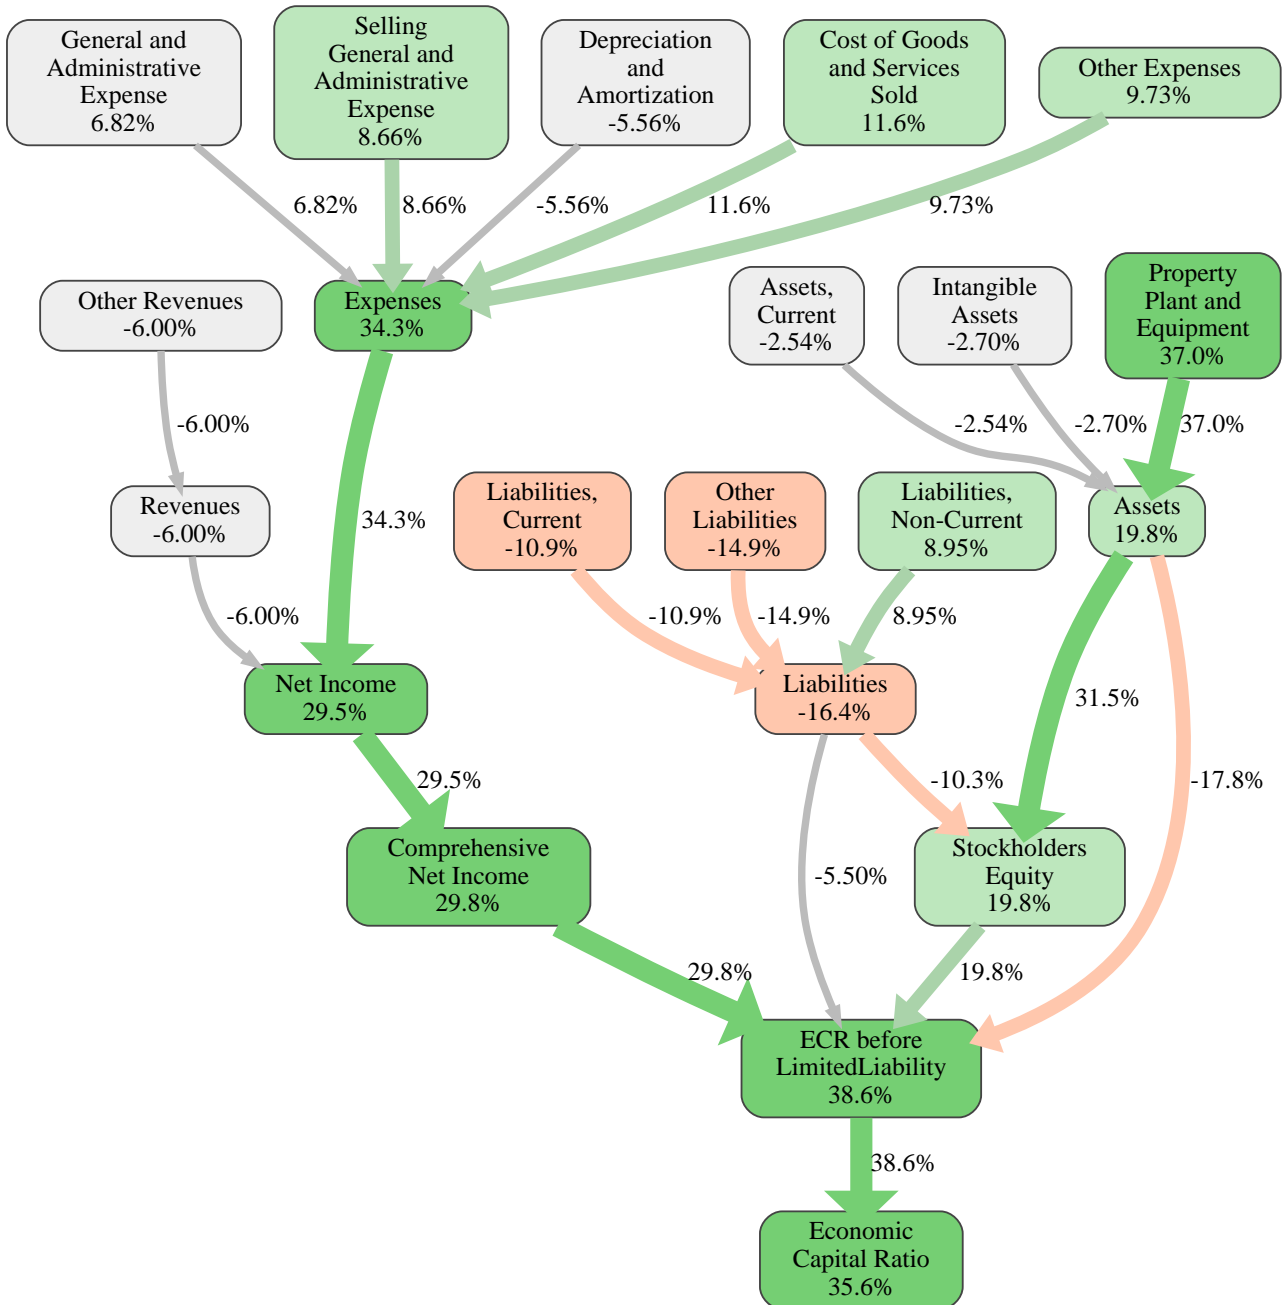 General and
Administrative
Expense
6.82%
Selling
General and
Administrative
Expense
8.66%
Depreciation
and
Amortization
-5.56%
Cost of Goods
and Services
Sold
11.6%
Other Expenses
9.73%
6.82%
8.66%
-5.56%
11.6%
9.73%
Other Revenues
-6.00%
Expenses
34.3%
Assets,
Current
-2.54%
Intangible
Assets
-2.70%
Property
Plant and
Equipment
37.0%
-6.00%
-2.54%
-2.70%
37.0%
Revenues
-6.00%
34.3%
Liabilities,
Current
-10.9%
Other
Liabilities
-14.9%
Liabilities,
Non-Current
8.95%
Assets
19.8%
-6.00%
-10.9%
-14.9%
8.95%
Net Income
29.5%
Liabilities
-16.4%
31.5%
29.5%
-10.3%
-17.8%
Comprehensive
Net Income
29.8%
-5.50%
Stockholders
Equity
19.8%
29.8%
19.8%
ECR before
LimitedLiability
38.6%
38.6%
Economic
Capital Ratio
35.6%